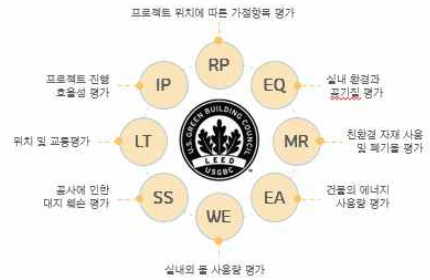 프로젝트 위치에 따른 가점항목 평가
프로젝트 진행
효율성 평가
IP
RP
EQ
실내 환경과
공기질 평가
위치 및 교통평가
LT
U.S. GREEN BUILDING COUNCIL
LEED
USGBC
MR
친환경 자재 사용
및 폐기물 평가
공사에 인한
대지 훼손 평가
SS
WE
EA
건물의 에너지
사용량 평가
실내외 물 사용량 평가